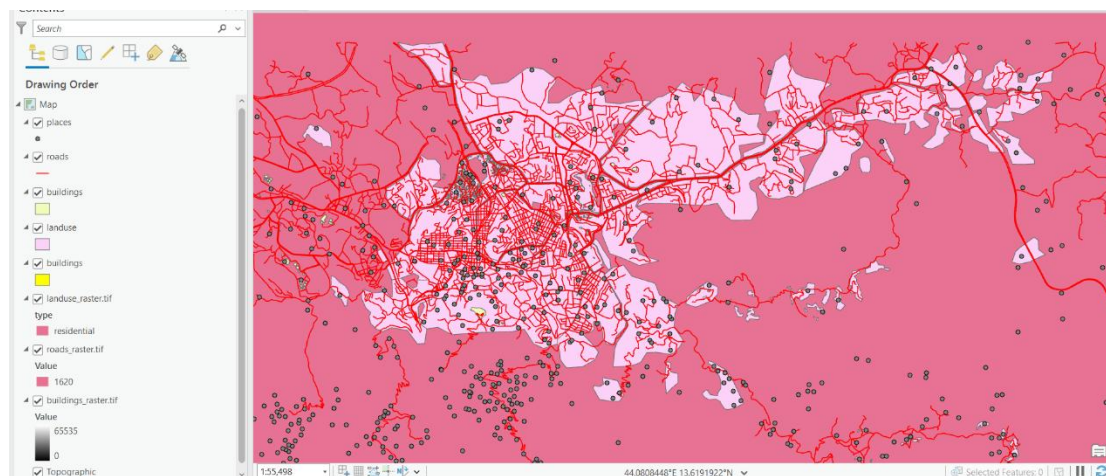 Contents
Search
Drawing Order
Map
places
roads
buildings
landuse
buildings
landuse_raster.tif
type
residential
roads_raster.tif
Value
1620
buildings_raster.tif
Value
65535
0
Topographic
1:55,498
44.0808448°E 13.6191922°N
Selected Features: 0